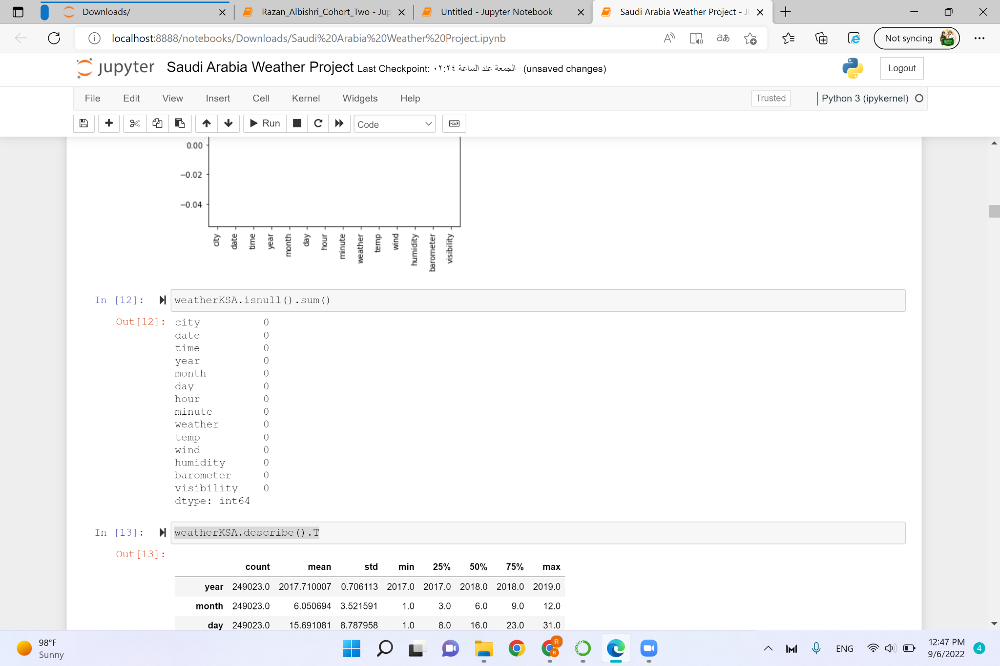 Downloads/
Razan_Albishri_Cohort_Two - Jup
Untitled - Jupyter Notebook
Saudi Arabia Weather Project - Ju
localhost:8888/notebooks/Downloads/Saudi%20Arabia%20Weather%20Project.ipynb
aあ
Not syncing
jupyter Saudi Arabia Weather Project Last Checkpoint: الجمعة عند الساعة ٠٢:٢٤ (unsaved changes)
Logout
File Edit View Insert Cell Kernel Widgets Help
Trusted
Python 3 (ipykernel)
Run
Code
0.00
−0.02
−0.04
city date time year month day hour minute weather temp wind humidity barometer visibility
In [12]: weatherKSA.isnull().sum()
Out[12]: city 0
date 0
time 0
year 0
month 0
day 0
hour 0
minute 0
weather 0
temp 0
wind 0
humidity 0
barometer 0
visibility 0
dtype: int64
In [13]: weatherKSA.describe().T
Out[13]:
count mean std min 25% 50% 75% max
year 249023.0 2017.710007 0.706113 2017.0 2017.0 2018.0 2018.0 2019.0
month 249023.0 6.050694 3.521591 1.0 3.0 6.0 9.0 12.0
day 249023.0 15.691081 8.787958 1.0 8.0 16.0 23.0 31.0
98°F
Sunny
R
R
ENG
12:47 PM
9/6/2022
4